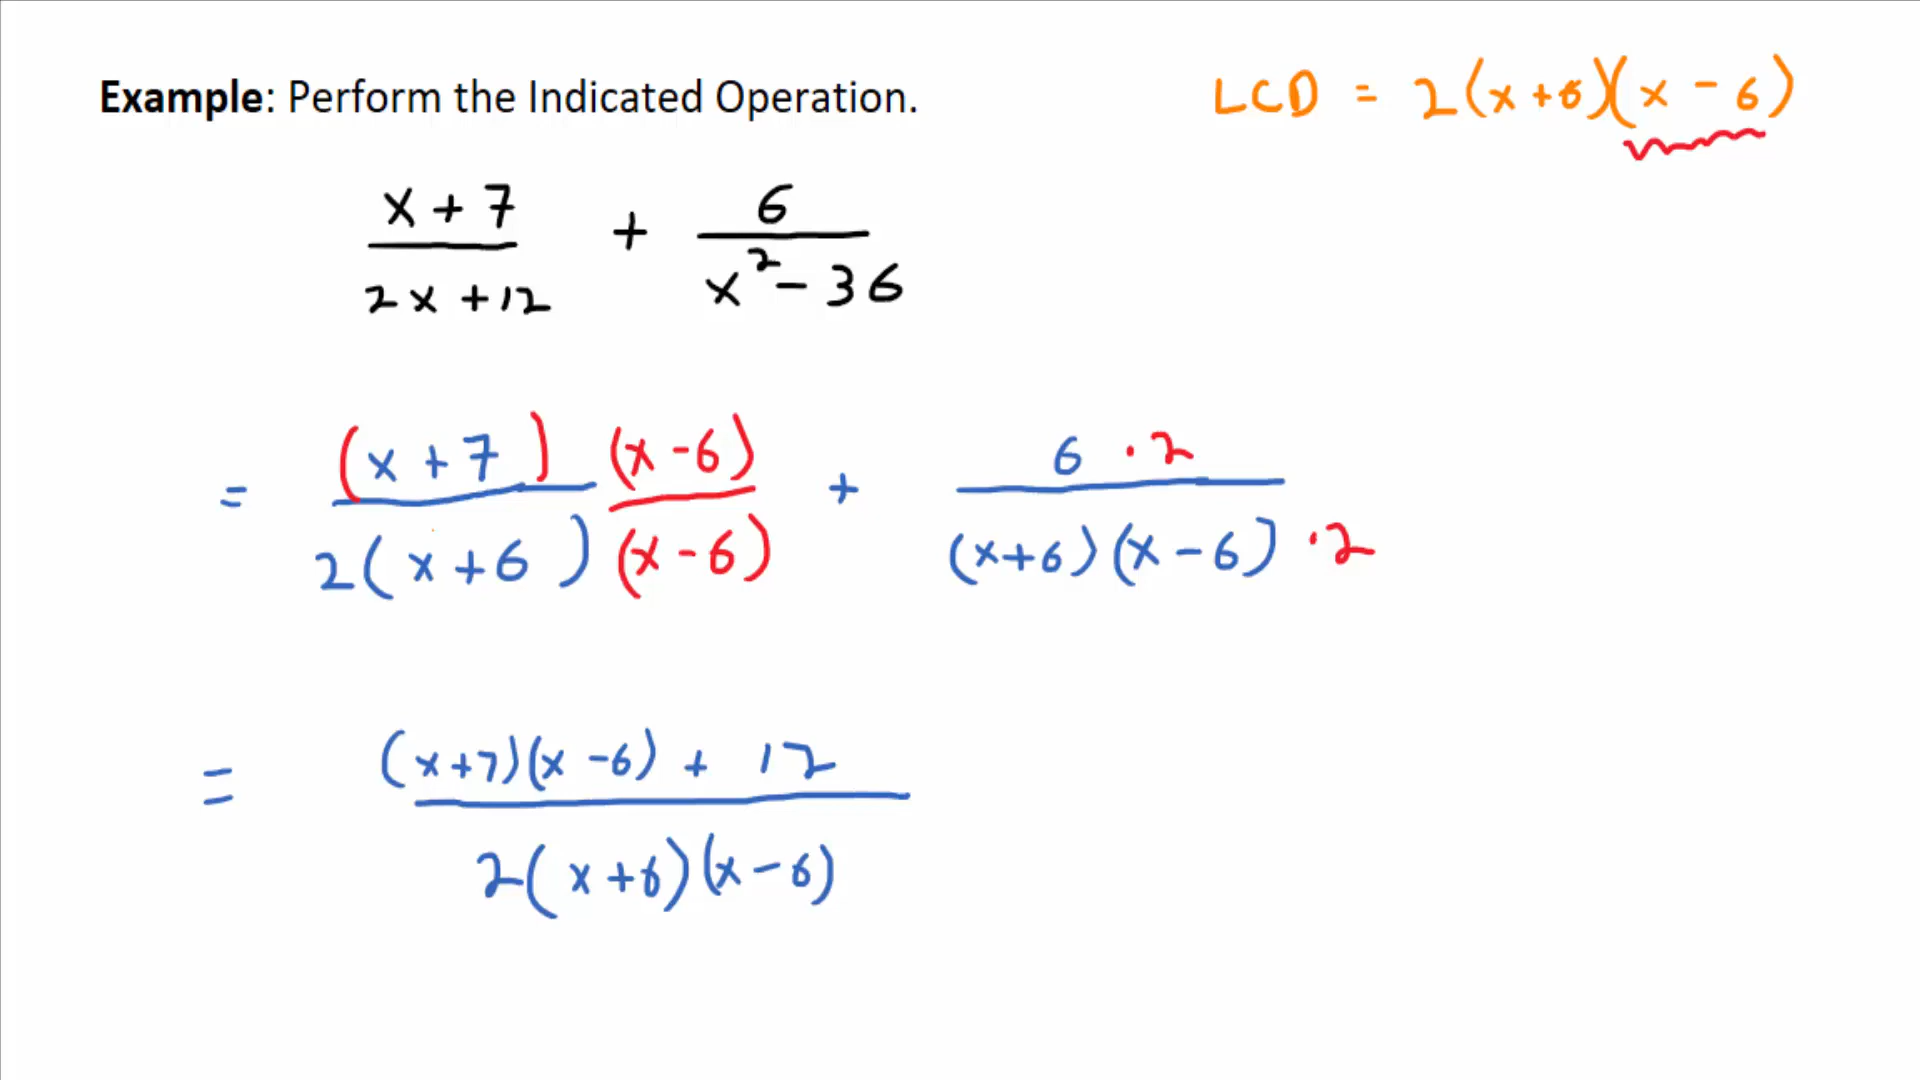 Example: Perform the Indicated Operation.
LCD = 2(x+6)(x-6)
x+7 + 6
2x+12 x²-36
= (x+7)(x-6) + 6·2
2(x+6)(x-6) (x+6)(x-6)·2
= (x+7)(x-6) + 12
2(x+6)(x-6)